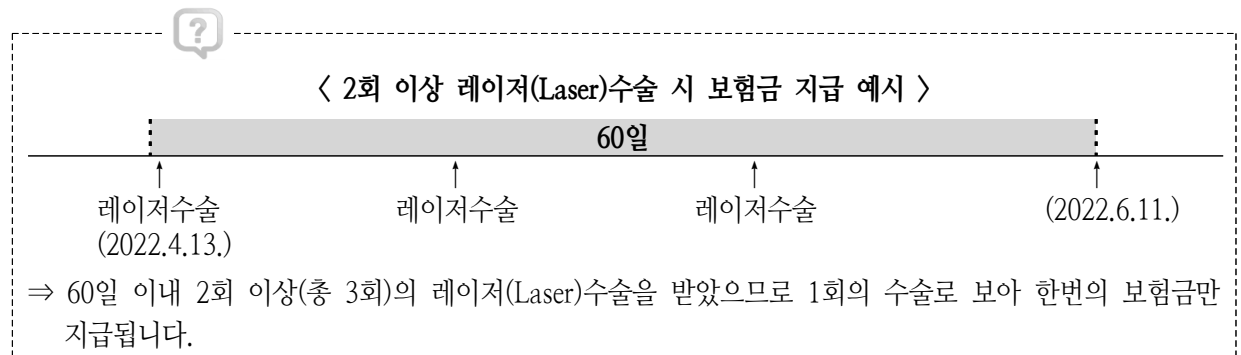 ?
〈 2회 이상 레이저(Laser)수술 시 보험금 지급 예시 〉
60일
레이저수술 레이저수술 레이저수술 (2022.6.11.)
(2022.4.13.)
⇒ 60일 이내 2회 이상(총 3회)의 레이저(Laser)수술을 받았으므로 1회의 수술로 보아 한번의 보험금만
지급됩니다.